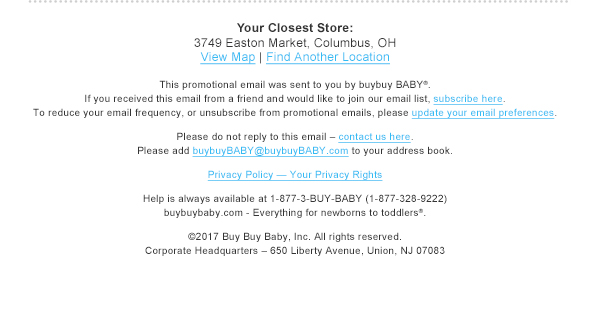 Your Closest Store:
3749 Easton Market, Columbus, OH
View Map | Find Another Location
This promotional email was sent to you by buybuy BABY®.
If you received this email from a friend and would like to join our email list, subscribe here.
To reduce your email frequency, or unsubscribe from promotional emails, please update your email preferences.
Please do not reply to this email – contact us here.
Please add buybuyBABY@buybuyBABY.com to your address book.
Privacy Policy — Your Privacy Rights
Help is always available at 1-877-3-BUY-BABY (1-877-328-9222)
buybuybaby.com - Everything for newborns to toddlers®.
©2017 Buy Buy Baby, Inc. All rights reserved.
Corporate Headquarters – 650 Liberty Avenue, Union, NJ 07083